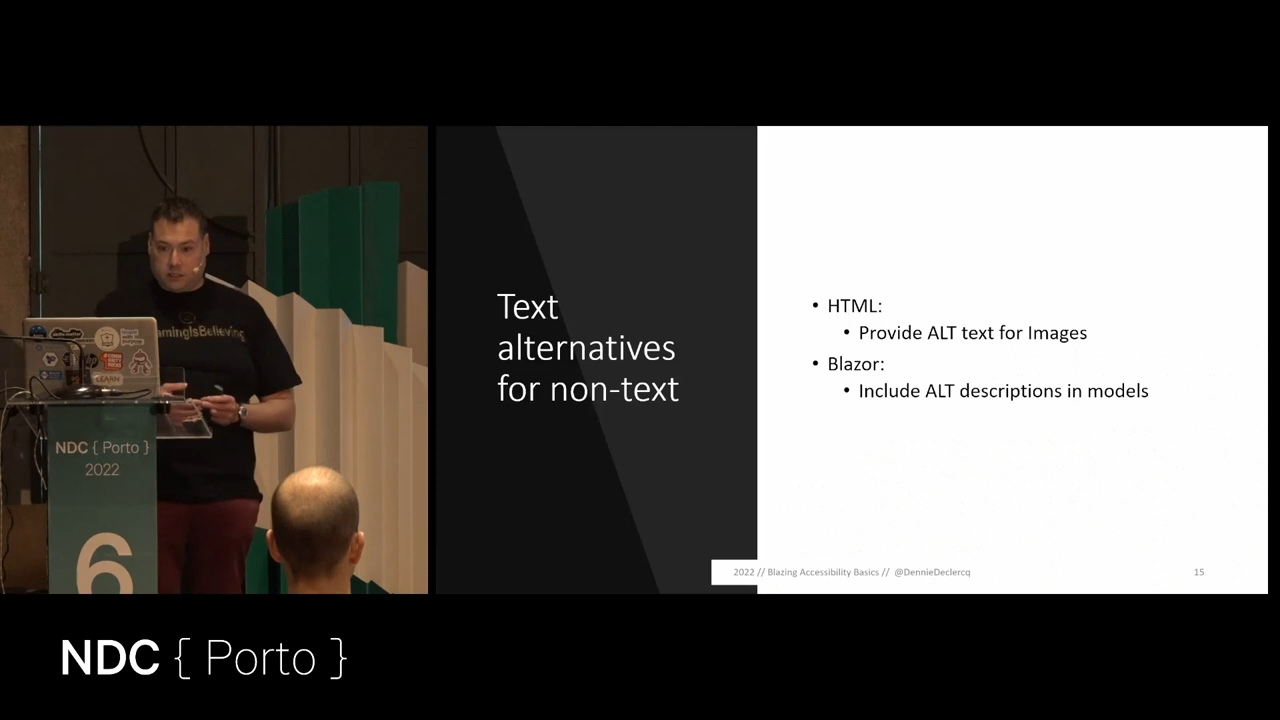 amingIsBelieving
NDC { Porto }
2022
6
Text
alternatives
for non-text
• HTML:
• Provide ALT text for Images
• Blazor:
• Include ALT descriptions in models
2022 // Blazing Accessibility Basics // @DennieDeclercq
15
NDC { Porto }